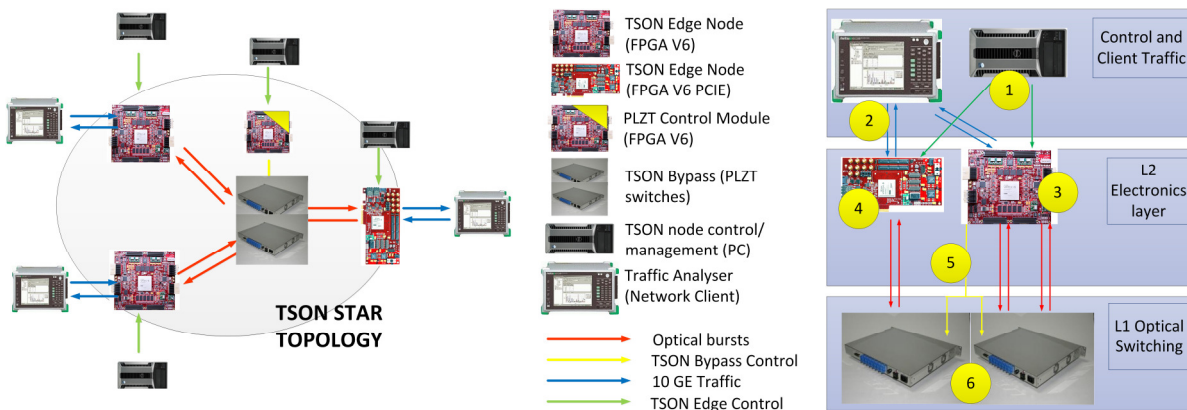 TSON STAR
TOPOLOGY
TSON Edge Node
(FPGA V6)
TSON Edge Node
(FPGA V6 PCIE)
PLZT Control Module
(FPGA V6)
TSON Bypass (PLZT
switches)
TSON node control/
management (PC)
Traffic Analyser
(Network Client)
Optical bursts
TSON Bypass Control
10 GE Traffic
TSON Edge Control
Control and
Client Traffic
1
2
L2
Electronics
layer
3
4
5
L1 Optical
Switching
6